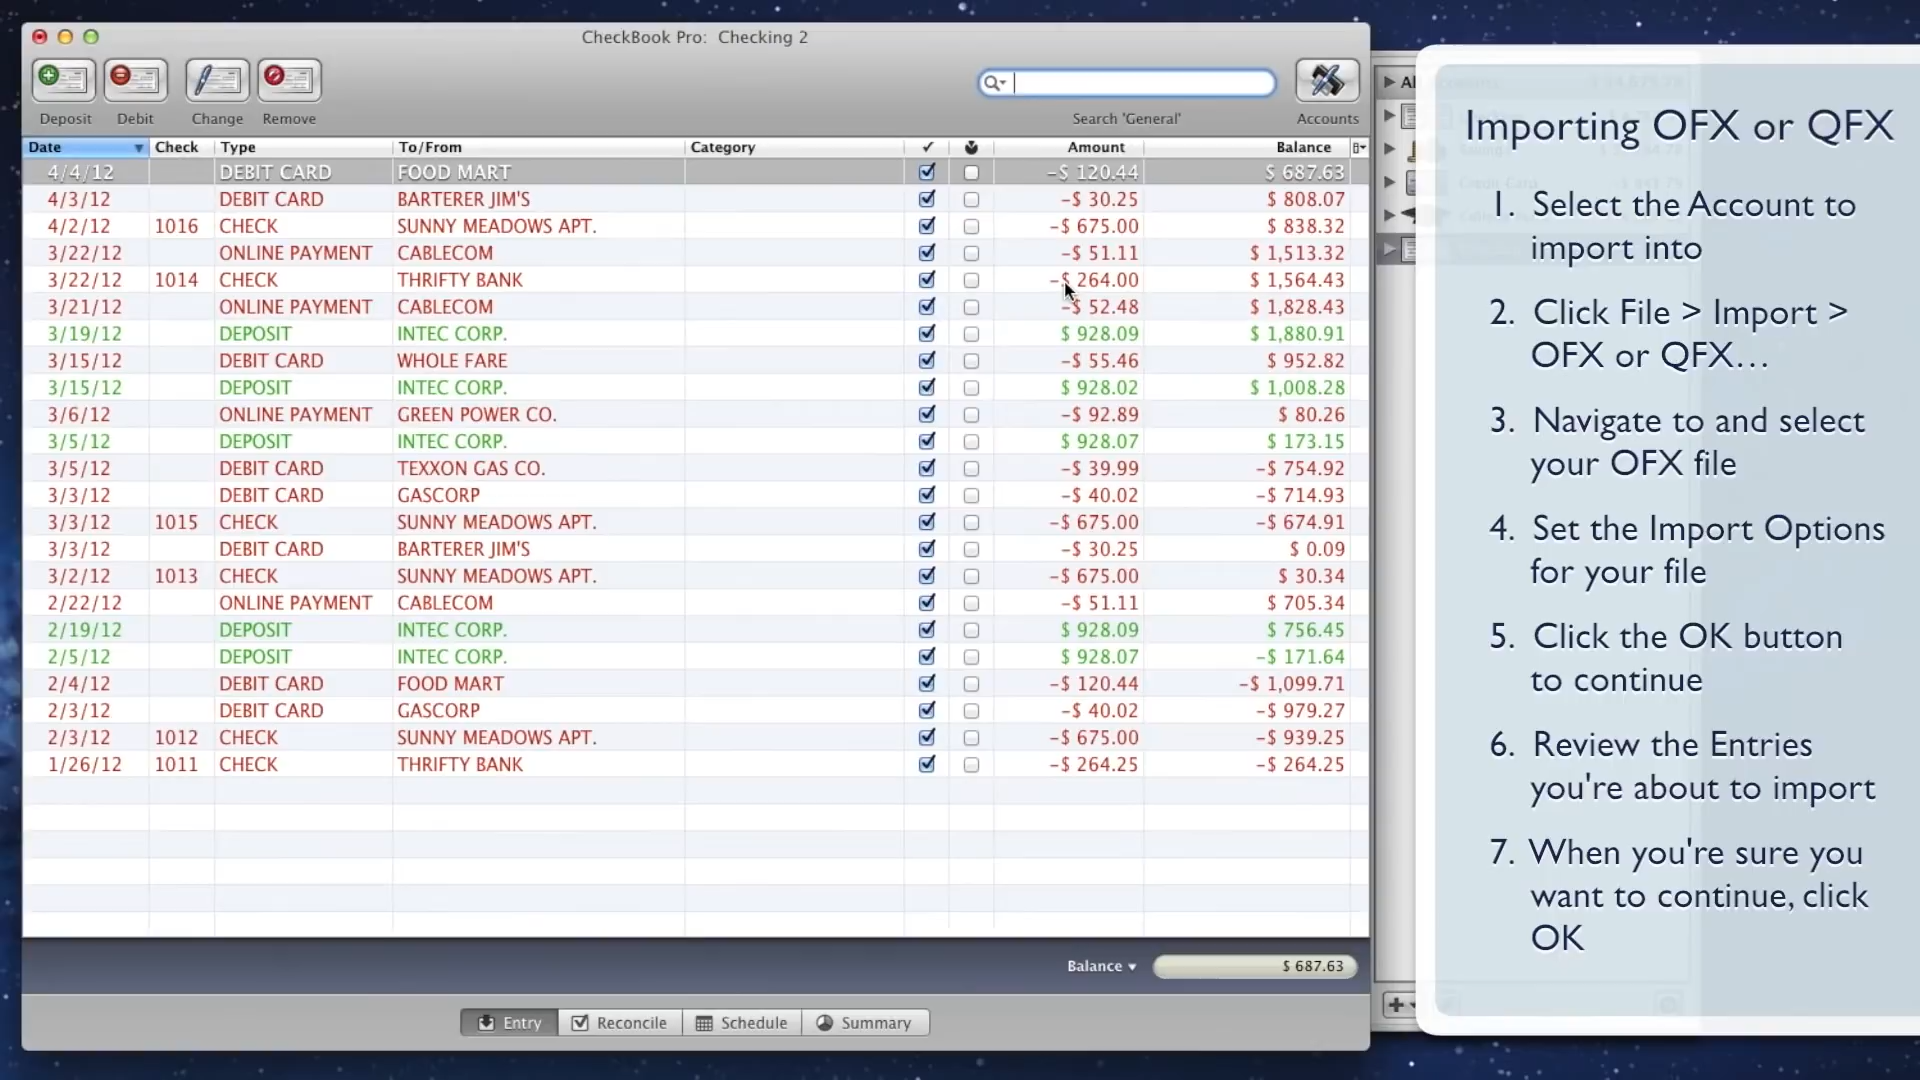 CheckBook Pro: Checking 2
Deposit Debit Change Remove
Search 'General' Accounts
Date Check Type To/From Category ✓ Amount Balance
4/4/12 DEBIT CARD FOOD MART -$ 120.44 $ 687.63
4/3/12 DEBIT CARD BARTERER JIM'S -$ 30.25 $ 808.07
4/2/12 1016 CHECK SUNNY MEADOWS APT. -$ 675.00 $ 838.32
3/22/12 ONLINE PAYMENT CABLECOM -$ 51.11 $ 1,513.32
3/22/12 1014 CHECK THRIFTY BANK -$ 264.00 $ 1,564.43
3/21/12 ONLINE PAYMENT CABLECOM -$ 52.48 $ 1,828.43
3/19/12 DEPOSIT INTEC CORP. $ 928.09 $ 1,880.91
3/15/12 DEBIT CARD WHOLE FARE -$ 55.46 $ 952.82
3/15/12 DEPOSIT INTEC CORP. $ 928.02 $ 1,008.28
3/6/12 ONLINE PAYMENT GREEN POWER CO. -$ 92.89 $ 80.26
3/5/12 DEPOSIT INTEC CORP. $ 928.07 $ 173.15
3/5/12 DEBIT CARD TEXXON GAS CO. -$ 39.99 -$ 754.92
3/3/12 DEBIT CARD GASCORP -$ 40.02 -$ 714.93
3/3/12 1015 CHECK SUNNY MEADOWS APT. -$ 675.00 -$ 674.91
3/3/12 DEBIT CARD BARTERER JIM'S -$ 30.25 $ 0.09
3/2/12 1013 CHECK SUNNY MEADOWS APT. -$ 675.00 $ 30.34
2/22/12 ONLINE PAYMENT CABLECOM -$ 51.11 $ 705.34
2/19/12 DEPOSIT INTEC CORP. $ 928.09 $ 756.45
2/5/12 DEPOSIT INTEC CORP. $ 928.07 -$ 171.64
2/4/12 DEBIT CARD FOOD MART -$ 120.44 -$ 1,099.71
2/3/12 DEBIT CARD GASCORP -$ 40.02 -$ 979.27
2/3/12 1012 CHECK SUNNY MEADOWS APT. -$ 675.00 -$ 939.25
1/26/12 1011 CHECK THRIFTY BANK -$ 264.25 -$ 264.25
Balance $ 687.63
Entry Reconcile Schedule Summary
Importing OFX or QFX
1. Select the Account to
import into
2. Click File > Import >
OFX or QFX...
3. Navigate to and select
your OFX file
4. Set the Import Options
for your file
5. Click the OK button
to continue
6. Review the Entries
you're about to import
7. When you're sure you
want to continue, click
OK